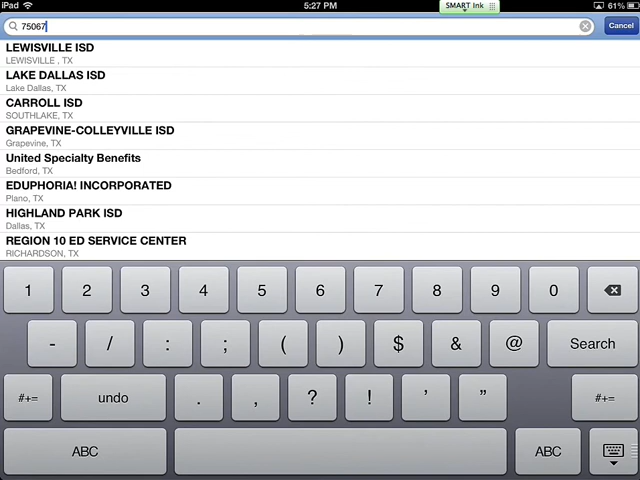 iPad 5:27 PM SMART Ink 61%
75067 Cancel
LEWISVILLE ISD
LEWISVILLE , TX
LAKE DALLAS ISD
Lake Dallas, TX
CARROLL ISD
SOUTHLAKE, TX
GRAPEVINE-COLLEYVILLE ISD
Grapevine, TX
United Specialty Benefits
Bedford, TX
EDUPHORIA! INCORPORATED
Plano, TX
HIGHLAND PARK ISD
Dallas, TX
REGION 10 ED SERVICE CENTER
RICHARDSON, TX
1 2 3 4 5 6 7 8 9 0
- / : ; ( ) $ & @ Search
#+= undo . , ? ! ' " #+=
ABC ABC